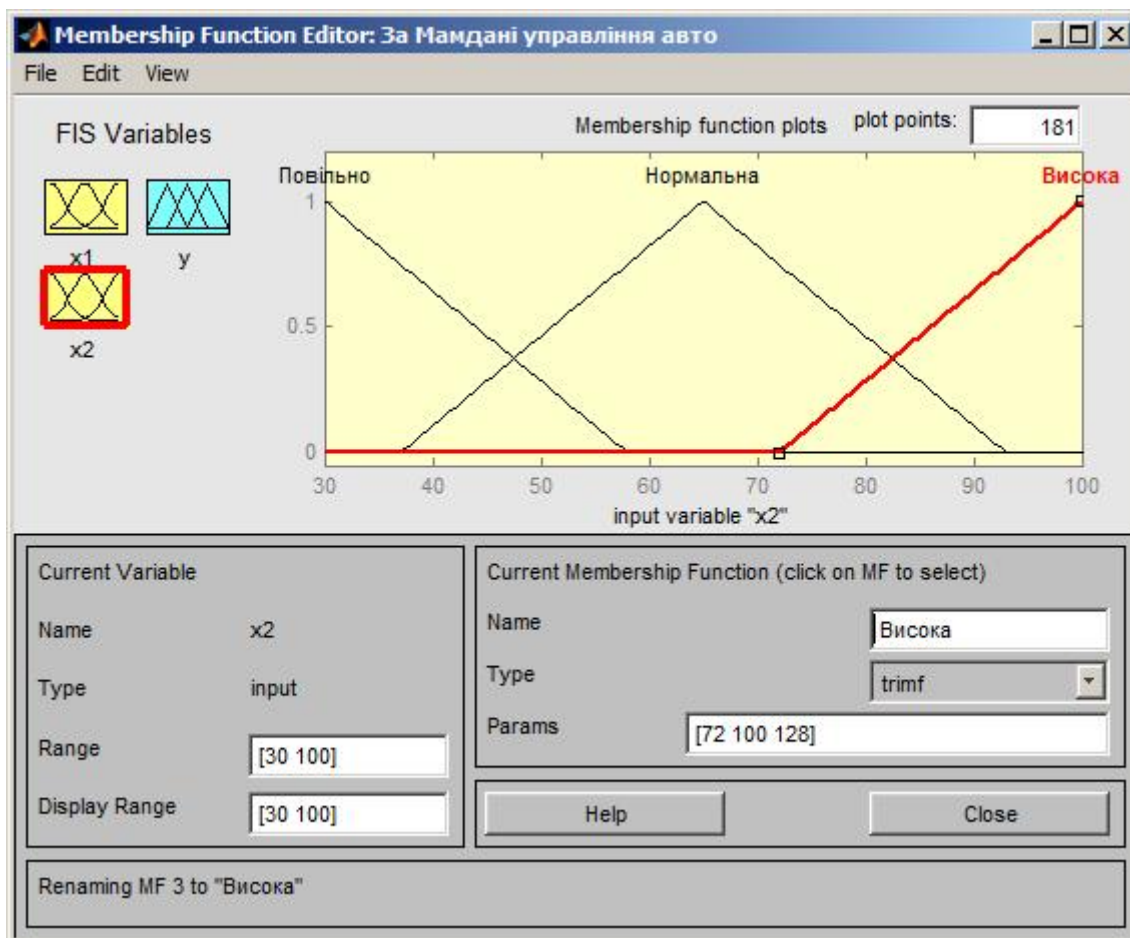 Membership Function Editor: За Мамдані управління авто
File Edit View
FIS Variables
Membership function plots plot points: 181
x1
y
x2
Повільно Нормальна Висока
1
0.5
0
30 40 50 60 70 80 90 100
input variable "x2"
Current Variable
Name x2
Type input
Range [30 100]
Display Range [30 100]
Current Membership Function (click on MF to select)
Name Висока
Type trimf
Params [72 100 128]
Help Close
Renaming MF 3 to "Висока"